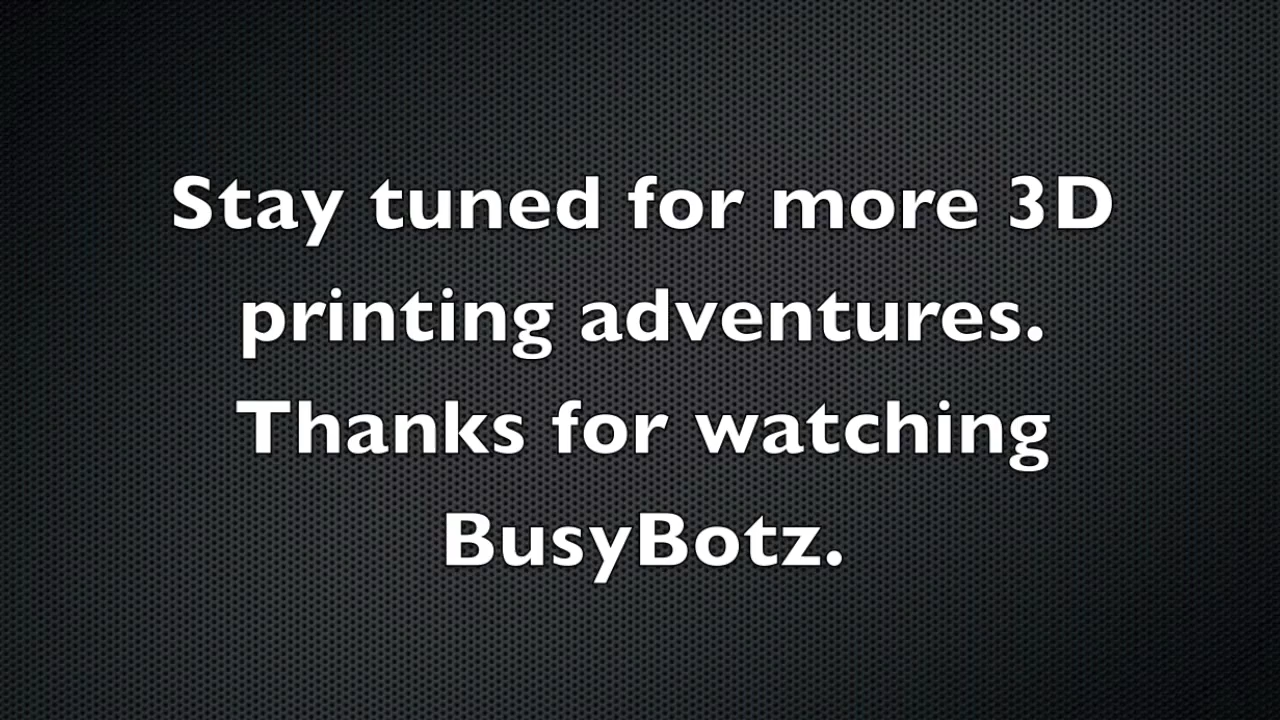 Stay tuned for more 3D
printing adventures.
Thanks for watching
BusyBotz.